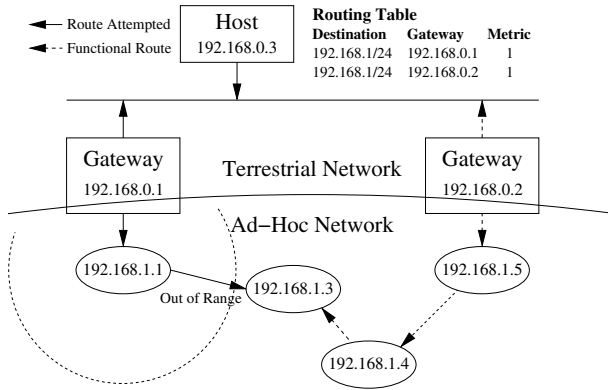 Route Attempted
Functional Route
Host
192.168.0.3
Routing Table
Destination Gateway Metric
192.168.1/24 192.168.0.1 1
192.168.1/24 192.168.0.2 1
Gateway
192.168.0.1
Terrestrial Network
Gateway
192.168.0.2
Ad-Hoc Network
192.168.1.1
Out of Range
192.168.1.3
192.168.1.5
192.168.1.4